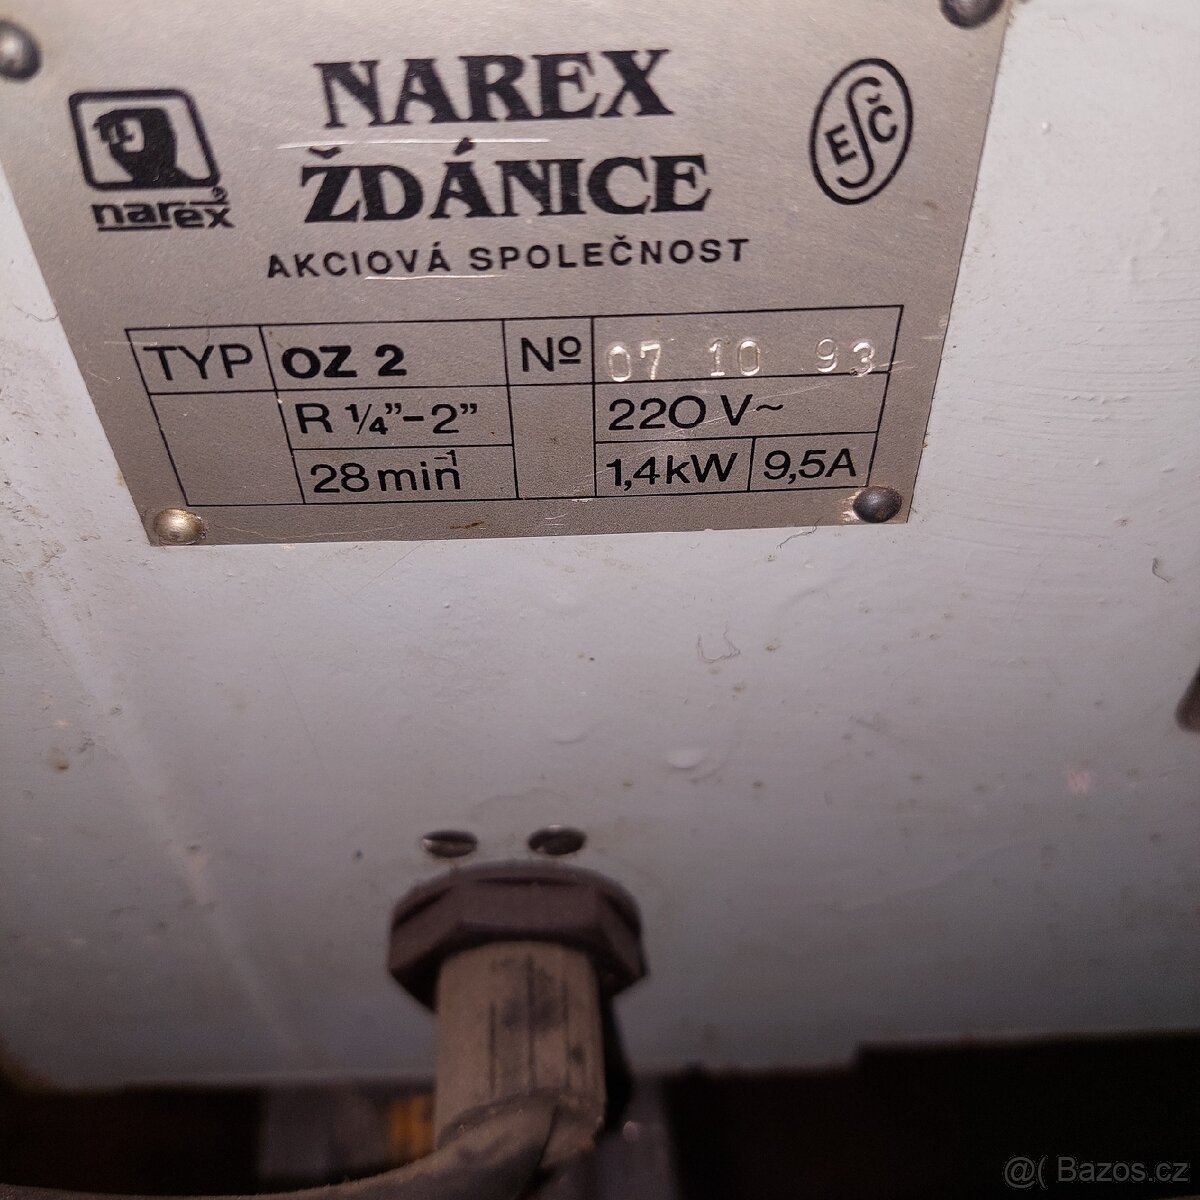 NAREX
ŽDÁNICE
AKCIOVÁ SPOLEČNOST
narex
ESČ
TYP OZ 2 Nº 07 10 93
R ¼”-2” 220 V~
28 min⁻¹ 1,4kW 9,5A
@( Bazos.cz